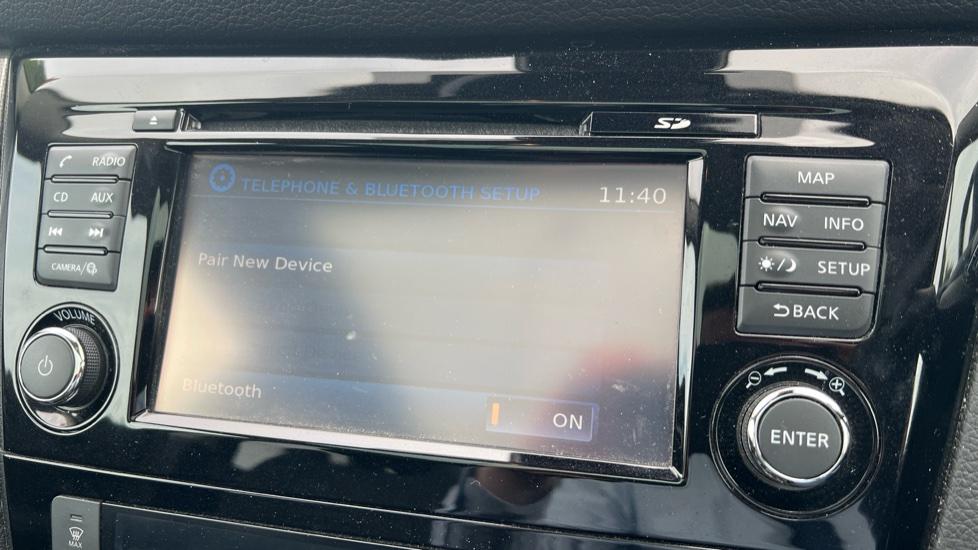 SD
RADIO
CD AUX
CAMERA/
VOLUME
TELEPHONE & BLUETOOTH SETUP 11:40
Pair New Device
Bluetooth
ON
MAP
NAV INFO
SETUP
BACK
ENTER
MAX